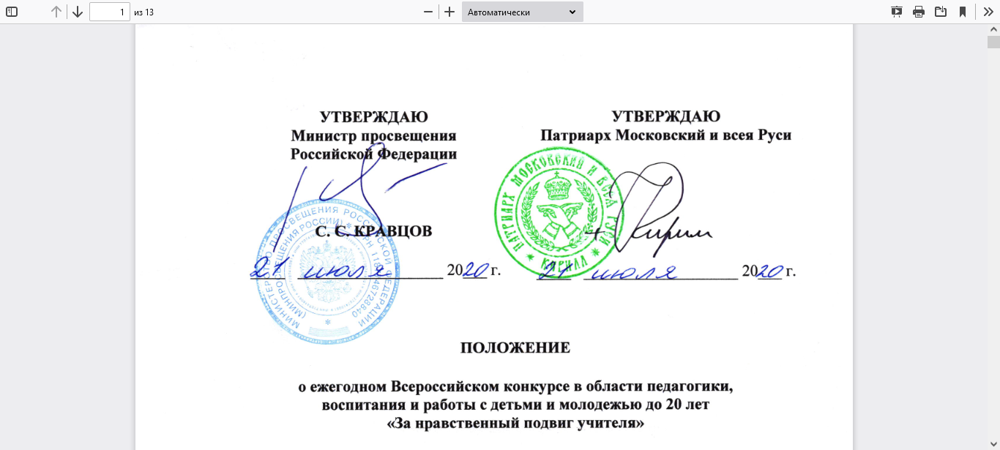 1 из 13 Автоматически
УТВЕРЖДАЮ
Министр просвещения
Российской Федерации
С. С. КРАВЦОВ
21 июля 2020 г.
УТВЕРЖДАЮ
Патриарх Московский и всея Руси
ПАТРИАРХ МОСКОВСКИЙ И ВСЕЯ РУСИ
КИРИЛЛ
+ Кирилл
21 июля 2020 г.
МИНИСТЕРСТВО ПРОСВЕЩЕНИЯ РОССИЙСКОЙ ФЕДЕРАЦИИ
(МИНПРОСВЕЩЕНИЯ РОССИИ)
ПОЛОЖЕНИЕ
о ежегодном Всероссийском конкурсе в области педагогики,
воспитания и работы с детьми и молодежью до 20 лет
«За нравственный подвиг учителя»